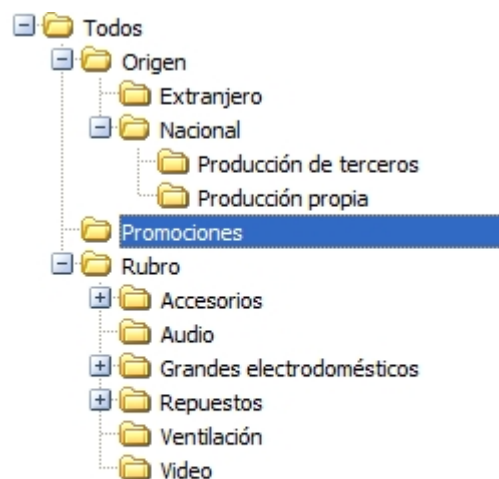 Todos
Origen
Extranjero
Nacional
Producción de terceros
Producción propia
Promociones
Rubro
Accesorios
Audio
Grandes electrodomésticos
Repuestos
Ventilación
Video